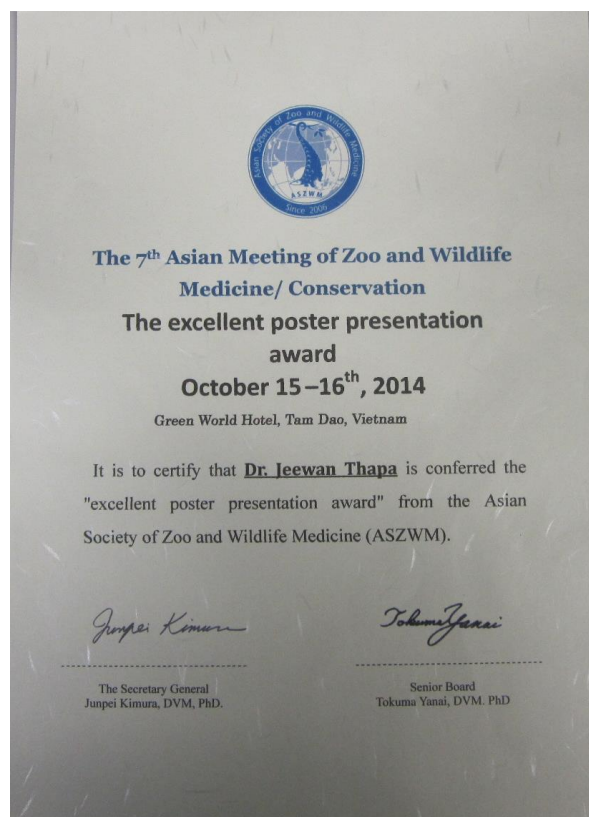 Asian Society of Zoo and Wildlife Medicine
ASZWM
Since 2006
The 7th Asian Meeting of Zoo and Wildlife
Medicine/ Conservation
The excellent poster presentation
award
October 15–16th, 2014
Green World Hotel, Tam Dao, Vietnam
It is to certify that Dr. Jeewan Thapa is conferred the
"excellent poster presentation award" from the Asian
Society of Zoo and Wildlife Medicine (ASZWM).
Junpei Kimura
Tokuma Yanai
The Secretary General
Junpei Kimura, DVM, PhD.
Senior Board
Tokuma Yanai, DVM. PhD